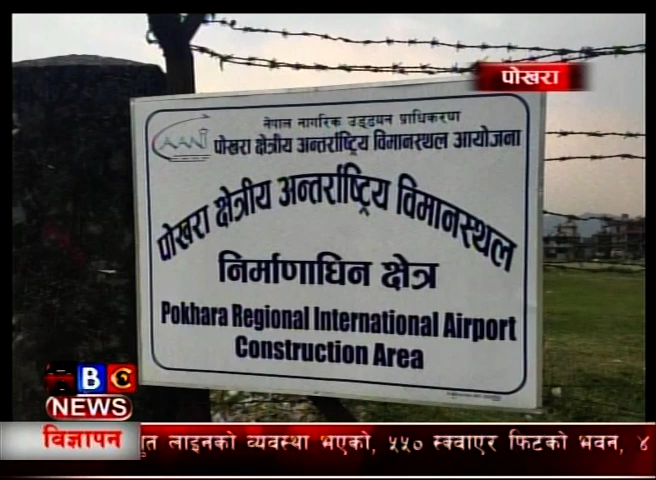 पोखरा
नेपाल नागरिक उड्डयन प्राधिकरण
CAAN
पोखरा क्षेत्रीय अन्तर्राष्ट्रिय विमानस्थल आयोजना
पोखरा क्षेत्रीय अन्तर्राष्ट्रिय विमानस्थल
निर्माणाधिन क्षेत्र
Pokhara Regional International Airport
Construction Area
ABC
NEWS
विज्ञापन
लाइनको व्यवस्था भएको, ५५० स्क्वाएर फिटको भवन, ४